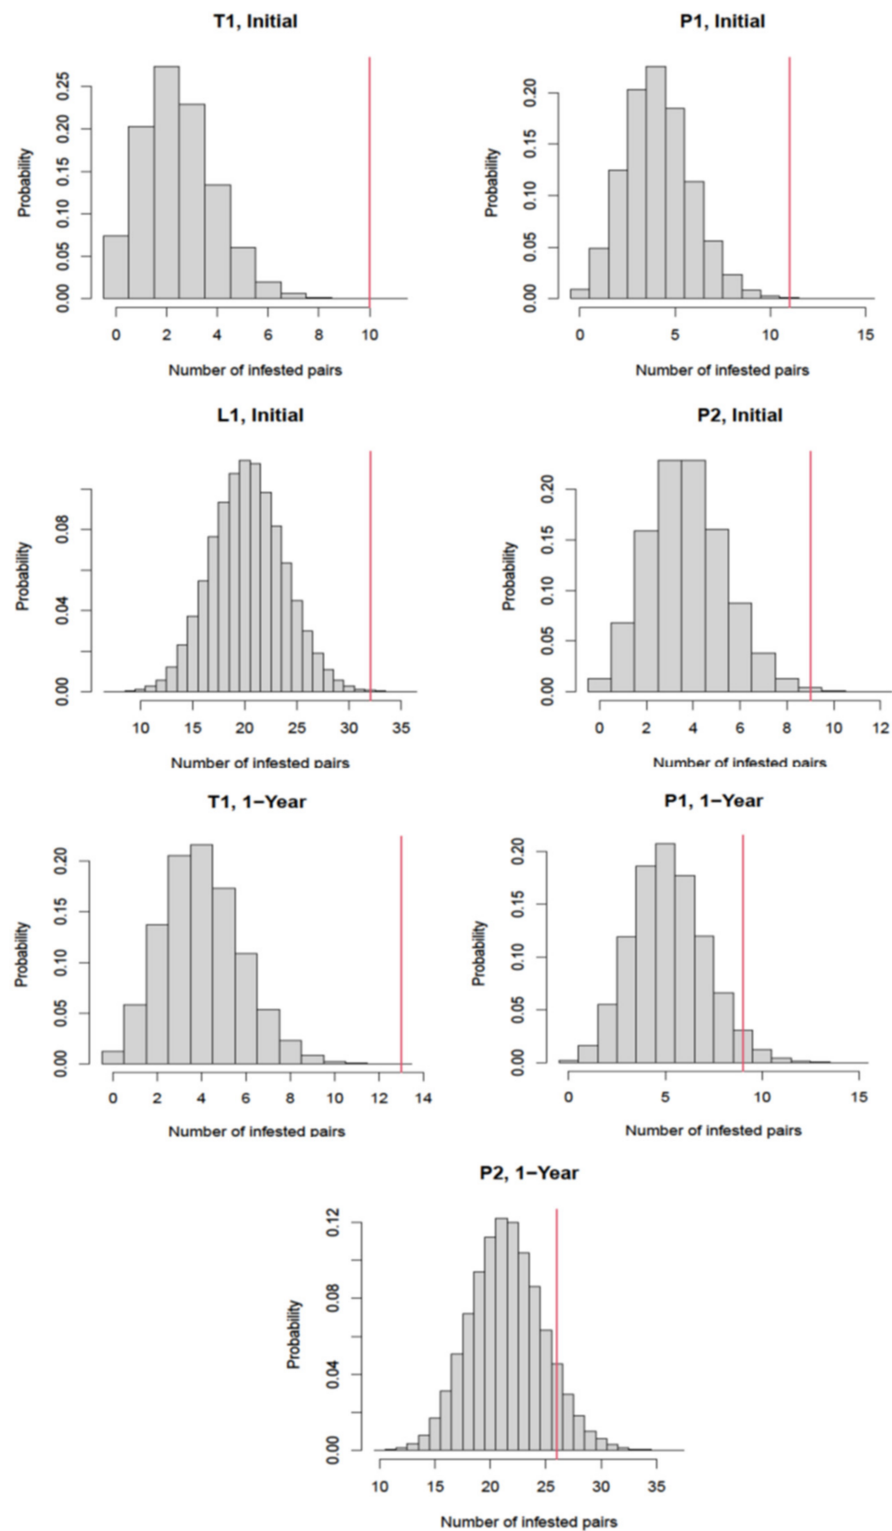 T1, Initial
Probability
0.00 0.05 0.10 0.15 0.20 0.25
0 2 4 6 8 10
Number of infested pairs
P1, Initial
Probability
0.00 0.05 0.10 0.15 0.20
0 5 10 15
Number of infested pairs
L1, Initial
Probability
0.00 0.04 0.08
10 15 20 25 30 35
Number of infested pairs
P2, Initial
Probability
0.00 0.05 0.10 0.15 0.20
0 2 4 6 8 10 12
Number of infested pairs
T1, 1−Year
Probability
0.00 0.05 0.10 0.15 0.20
0 2 4 6 8 10 12 14
Number of infested pairs
P1, 1−Year
Probability
0.00 0.05 0.10 0.15 0.20
0 5 10 15
Number of infested pairs
P2, 1−Year
Probability
0.00 0.04 0.08 0.12
10 15 20 25 30 35
Number of infested pairs